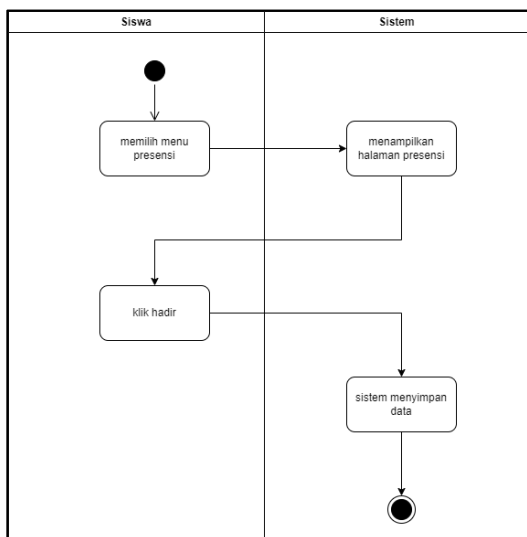 Siswa
Sistem
memilih menu
presensi
menampilkan
halaman presensi
klik hadir
sistem menyimpan
data